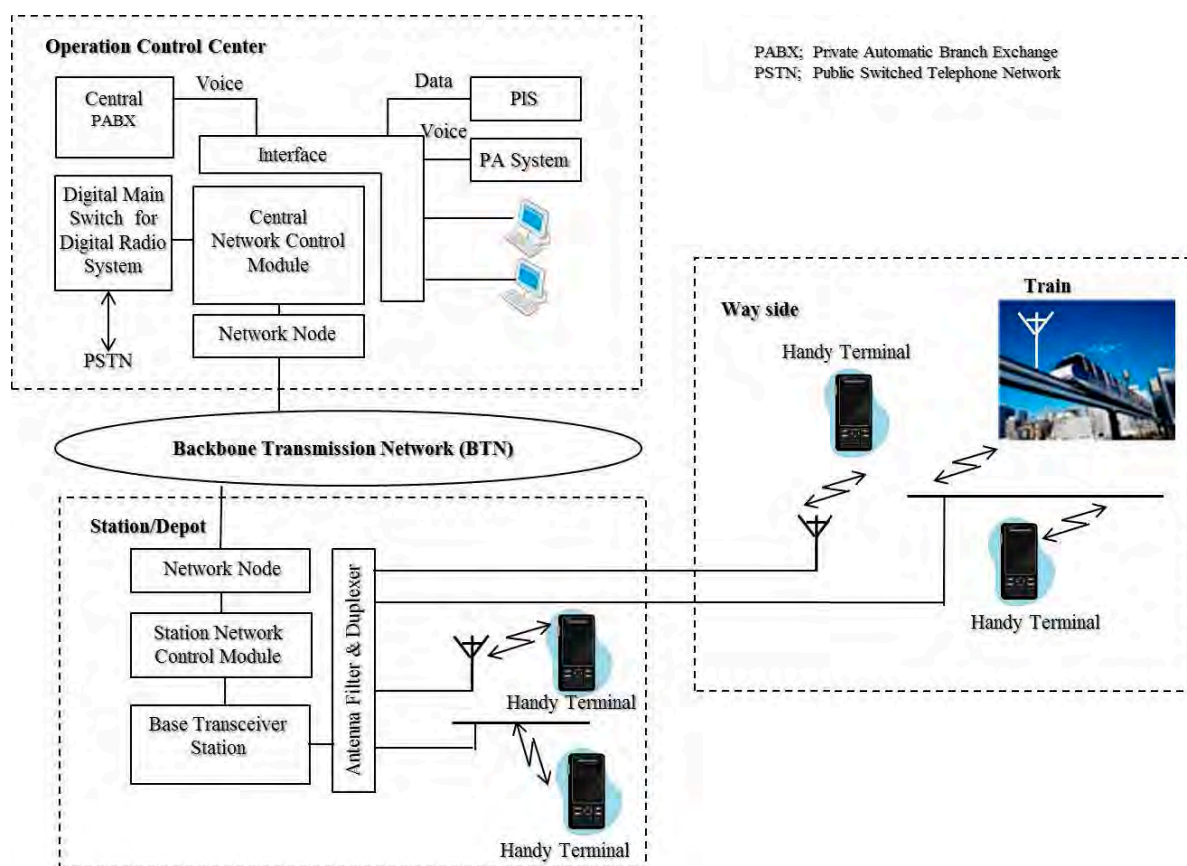 Operation Control Center
PABX; Private Automatic Branch Exchange
PSTN; Public Switched Telephone Network
Central
PABX
Voice
Data
PIS
Voice
PA System
Interface
Digital Main
Switch for
Digital Radio
System
Central
Network Control
Module
Network Node
PSTN
Backbone Transmission Network (BTN)
Station/Depot
Network Node
Station Network
Control Module
Base Transceiver
Station
Antenna Filter & Duplexer
Handy Terminal
Handy Terminal
Way side
Train
Handy Terminal
Handy Terminal